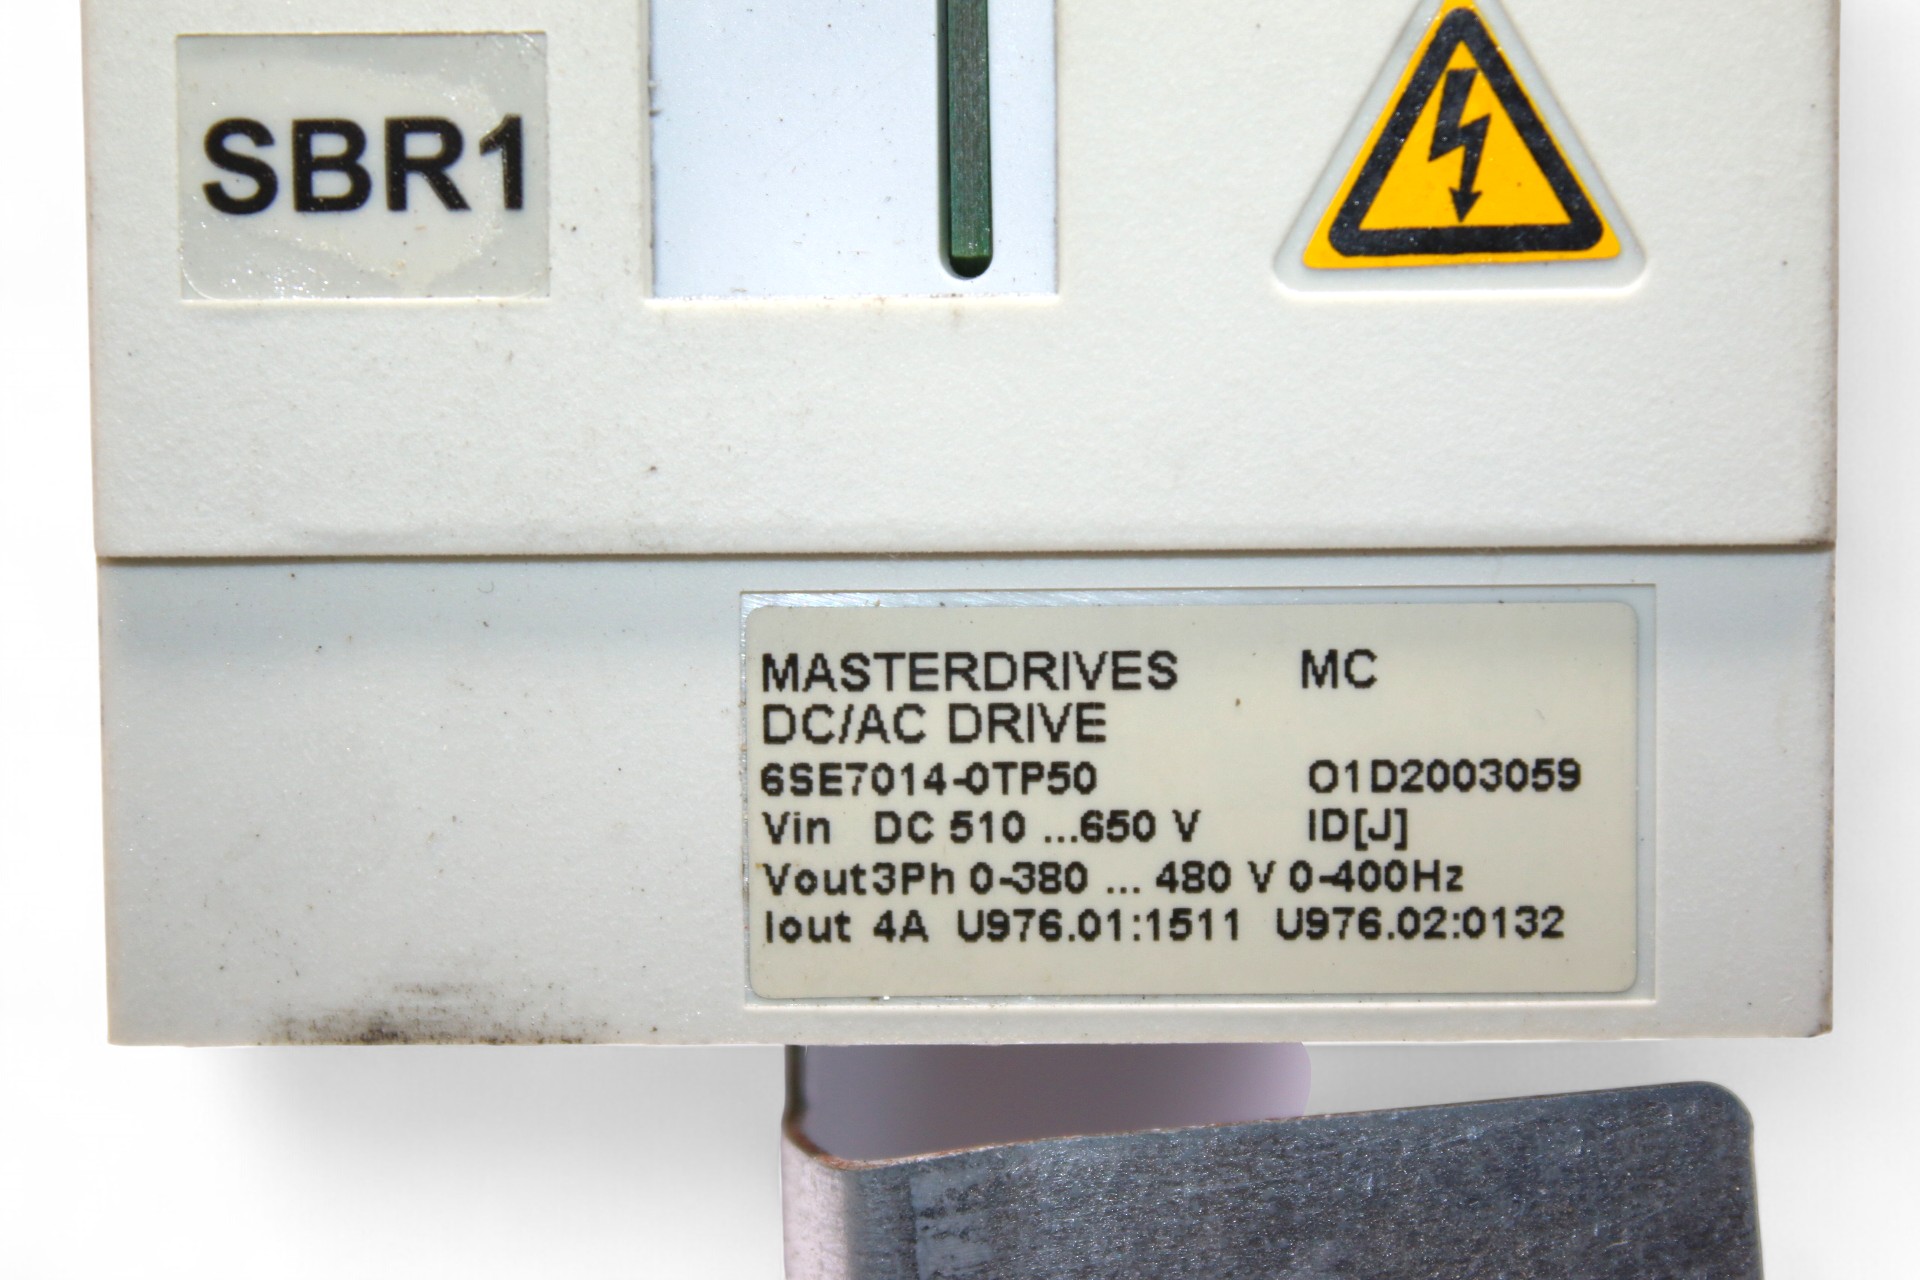 SBR1
MASTERDRIVES MC
DC/AC DRIVE
6SE7014-0TP50 O1D2003059
Vin DC 510 ...650 V ID[J]
Vout3Ph 0-380 ... 480 V 0-400Hz
Iout 4A U976.01:1511 U976.02:0132